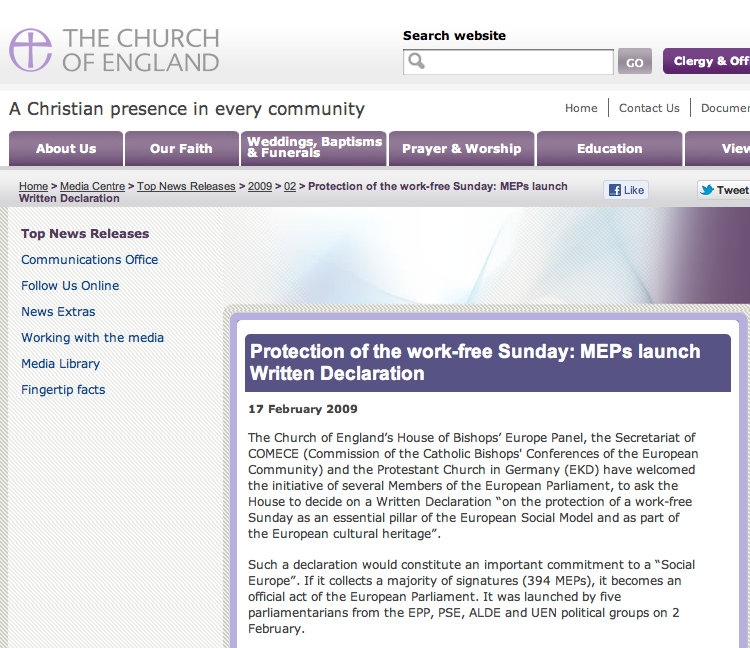 THE CHURCH
OF ENGLAND
Search website
GO
Clergy & Off
A Christian presence in every community
Home
Contact Us
Documen
About Us
Our Faith
Weddings, Baptisms
& Funerals
Prayer & Worship
Education
View
Home > Media Centre > Top News Releases > 2009 > 02 > Protection of the work-free Sunday: MEPs launch
Written Declaration
Like
Tweet
Top News Releases
Communications Office
Follow Us Online
News Extras
Working with the media
Media Library
Fingertip facts
Protection of the work-free Sunday: MEPs launch
Written Declaration
17 February 2009
The Church of England’s House of Bishops’ Europe Panel, the Secretariat of
COMECE (Commission of the Catholic Bishops' Conferences of the European
Community) and the Protestant Church in Germany (EKD) have welcomed
the initiative of several Members of the European Parliament, to ask the
House to decide on a Written Declaration “on the protection of a work-free
Sunday as an essential pillar of the European Social Model and as part of
the European cultural heritage”.
Such a declaration would constitute an important commitment to a “Social
Europe”. If it collects a majority of signatures (394 MEPs), it becomes an
official act of the European Parliament. It was launched by five
parliamentarians from the EPP, PSE, ALDE and UEN political groups on 2
February.